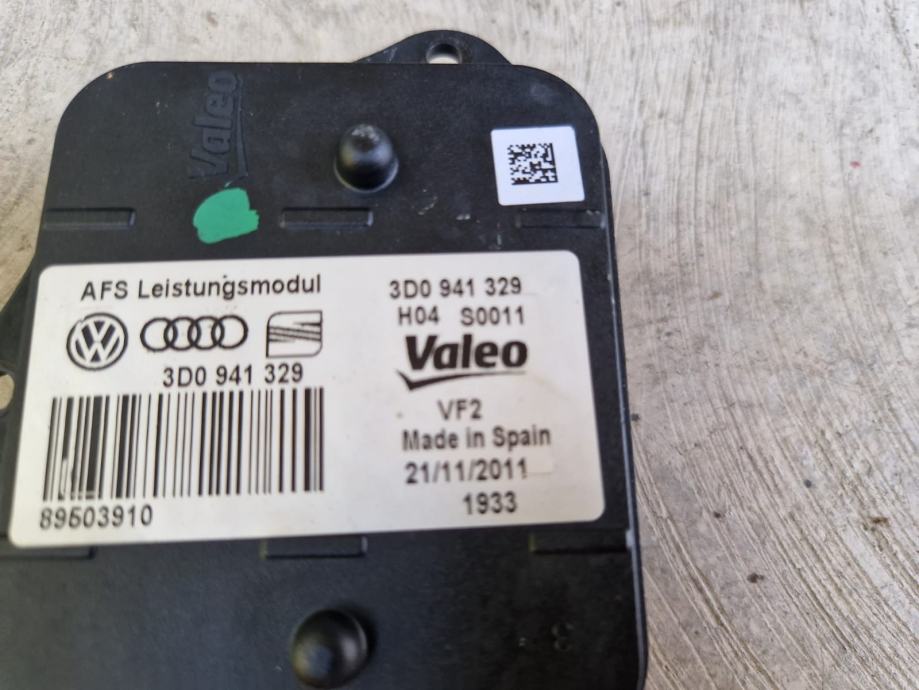 Valeo
AFS Leistungsmodul
3D0 941 329
89503910
3D0 941 329
H04 S0011
Valeo
VF2
Made in Spain
21/11/2011
1933